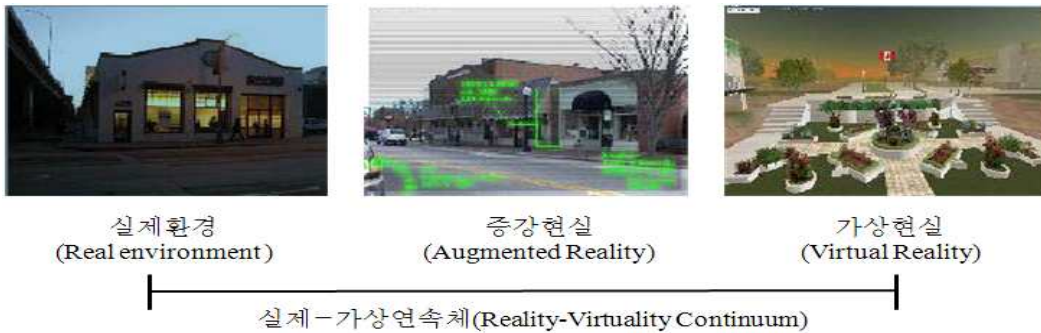 실제환경
(Real environment)
증강현실
(Augmented Reality)
가상현실
(Virtual Reality)
실제-가상연속체(Reality-Virtuality Continuum)